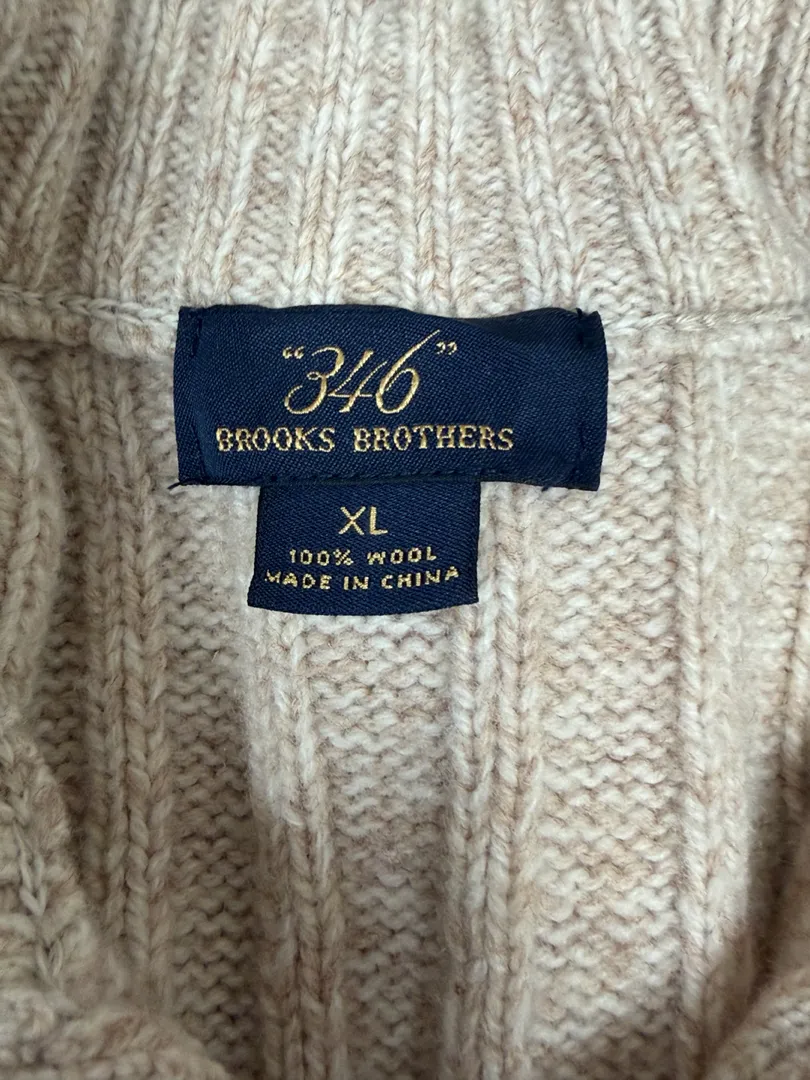 “346”
BROOKS BROTHERS
XL
100% WOOL
MADE IN CHINA